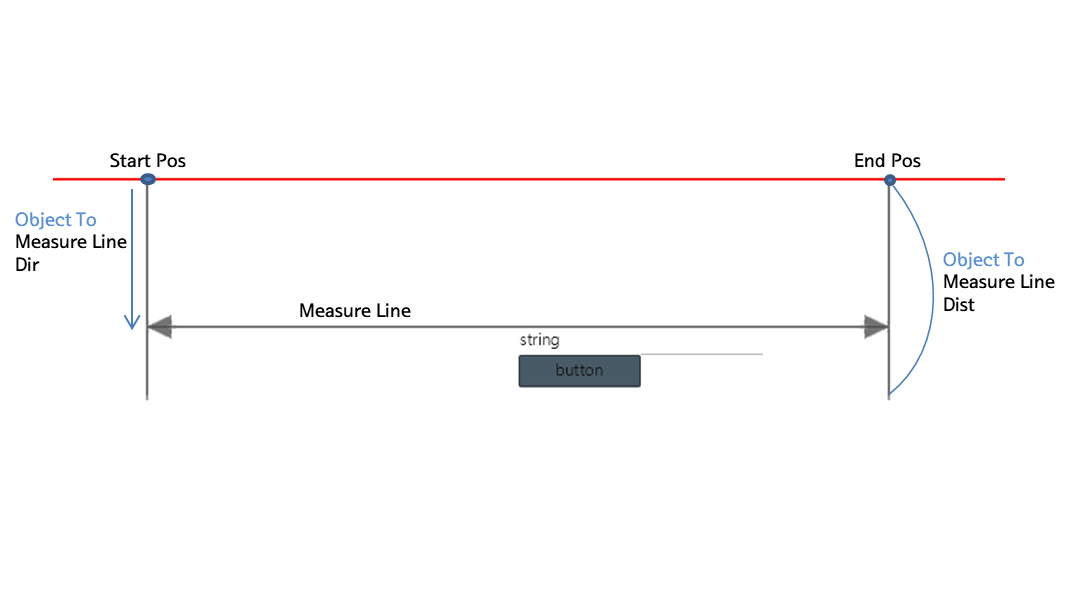 Start Pos
End Pos
Object To
Measure Line
Dir
Object To
Measure Line
Dist
Measure Line
string
button